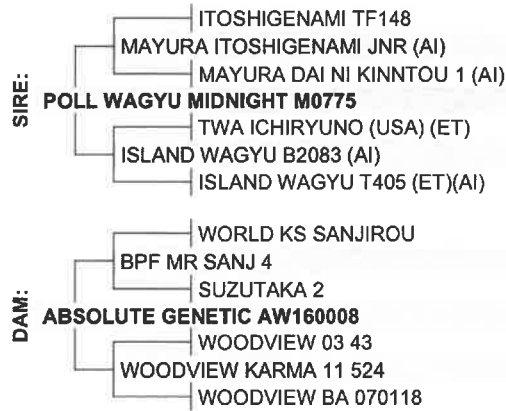 ITOSHIGENAMI TF148
MAYURA ITOSHIGENAMI JNR (AI)
MAYURA DAI NI KINNTOU 1 (AI)
SIRE:
POLL WAGYU MIDNIGHT M0775
TWA ICHIRYUNO (USA) (ET)
ISLAND WAGYU B2083 (AI)
ISLAND WAGYU T405 (ET)(AI)
WORLD KS SANJIROU
BPF MR SANJ 4
SUZUTAKA 2
DAM:
ABSOLUTE GENETIC AW160008
WOODVIEW 03 43
WOODVIEW KARMA 11 524
WOODVIEW BA 070118